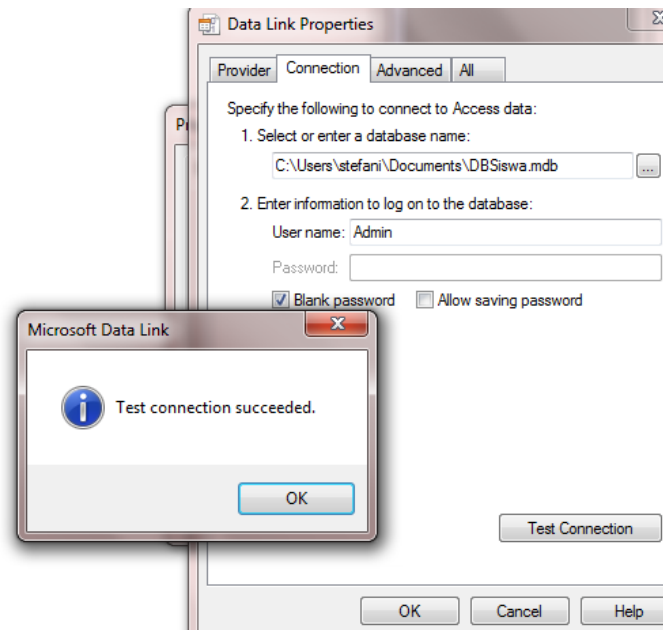 Data Link Properties
Provider Connection Advanced All
Specify the following to connect to Access data:
1. Select or enter a database name:
C:\Users\stefani\Documents\DBSiswa.mdb ...
2. Enter information to log on to the database:
User name: Admin
Password:
Blank password Allow saving password
Microsoft Data Link
Test connection succeeded.
OK
Test Connection
OK Cancel Help